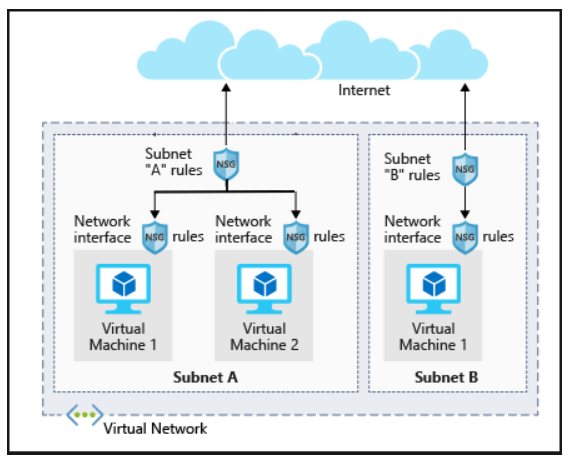 Internet
Subnet
"A" rules
NSG
Subnet
"B" rules
NSG
Network
interface
NSG
rules
Network
interface
NSG
rules
Network
interface
NSG
rules
Virtual
Machine 1
Virtual
Machine 2
Virtual
Machine 1
Subnet A
Subnet B
Virtual Network